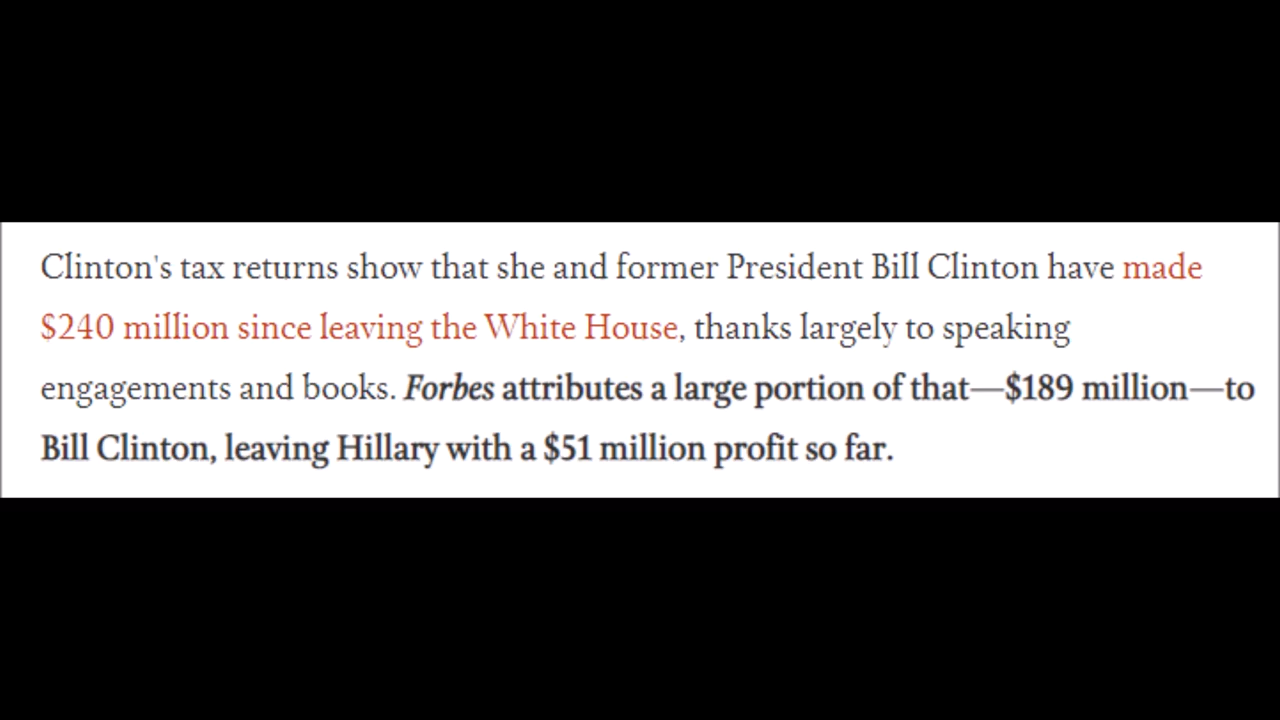 Clinton's tax returns show that she and former President Bill Clinton have made
$240 million since leaving the White House, thanks largely to speaking
engagements and books. Forbes attributes a large portion of that—$189 million—to
Bill Clinton, leaving Hillary with a $51 million profit so far.